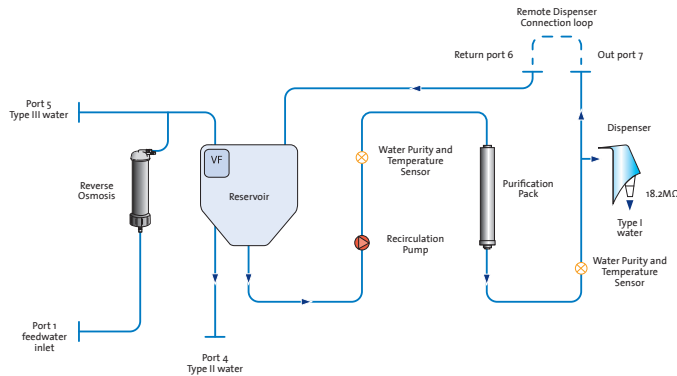 Remote Dispenser
Connection loop
Return port 6
Out port 7
Port 5
Type III water
Dispenser
VF
Water Purity and
Temperature
Sensor
Reverse
Osmosis
Reservoir
Purification
Pack
18.2MΩ
Type I
water
Recirculation
Pump
Water Purity and
Temperature
Sensor
Port 1
feedwater
inlet
Port 4
Type II water